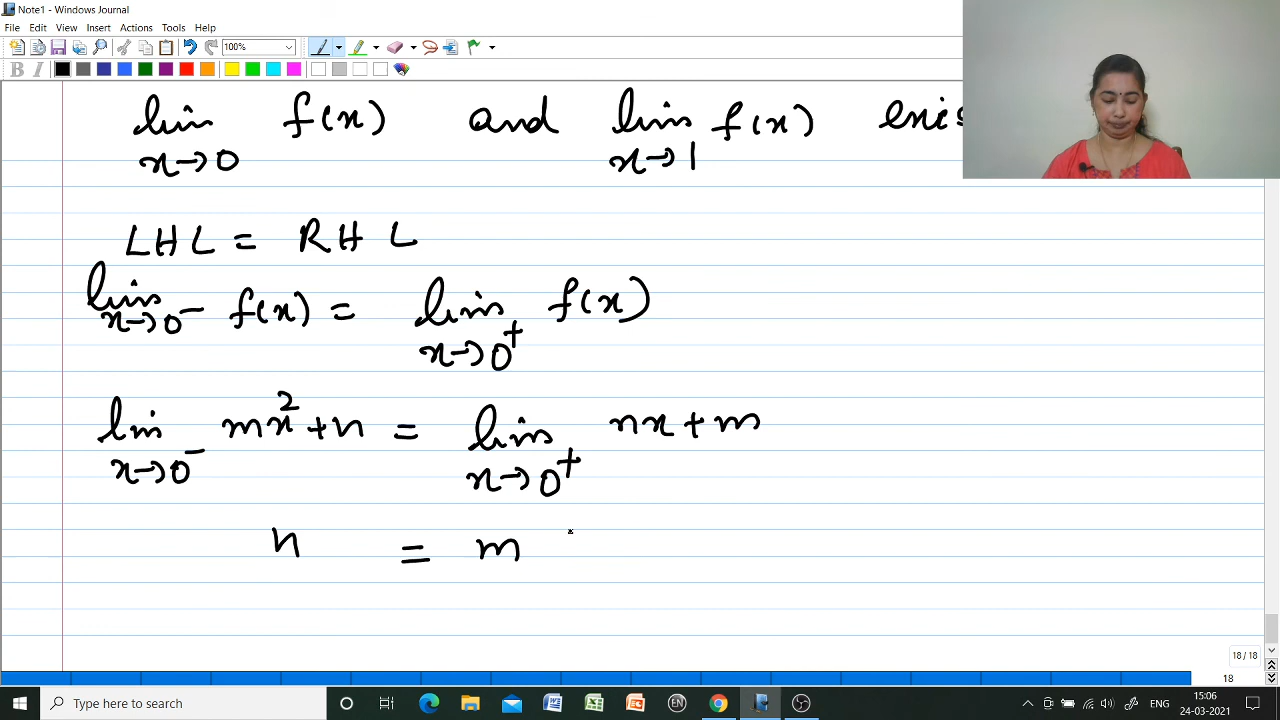 Note1 - Windows Journal
File Edit View Insert Actions Tools Help
100%
B I
lim f(x) and lim f(x) exis
x→0 x→1
LHL = RHL
lim f(x) = lim f(x)
x→0⁻ x→0⁺
lim mx²+n = lim nx+m
x→0⁻ x→0⁺
n = m
18 / 18
18
Type here to search
EN
ENG
15:06
24-03-2021